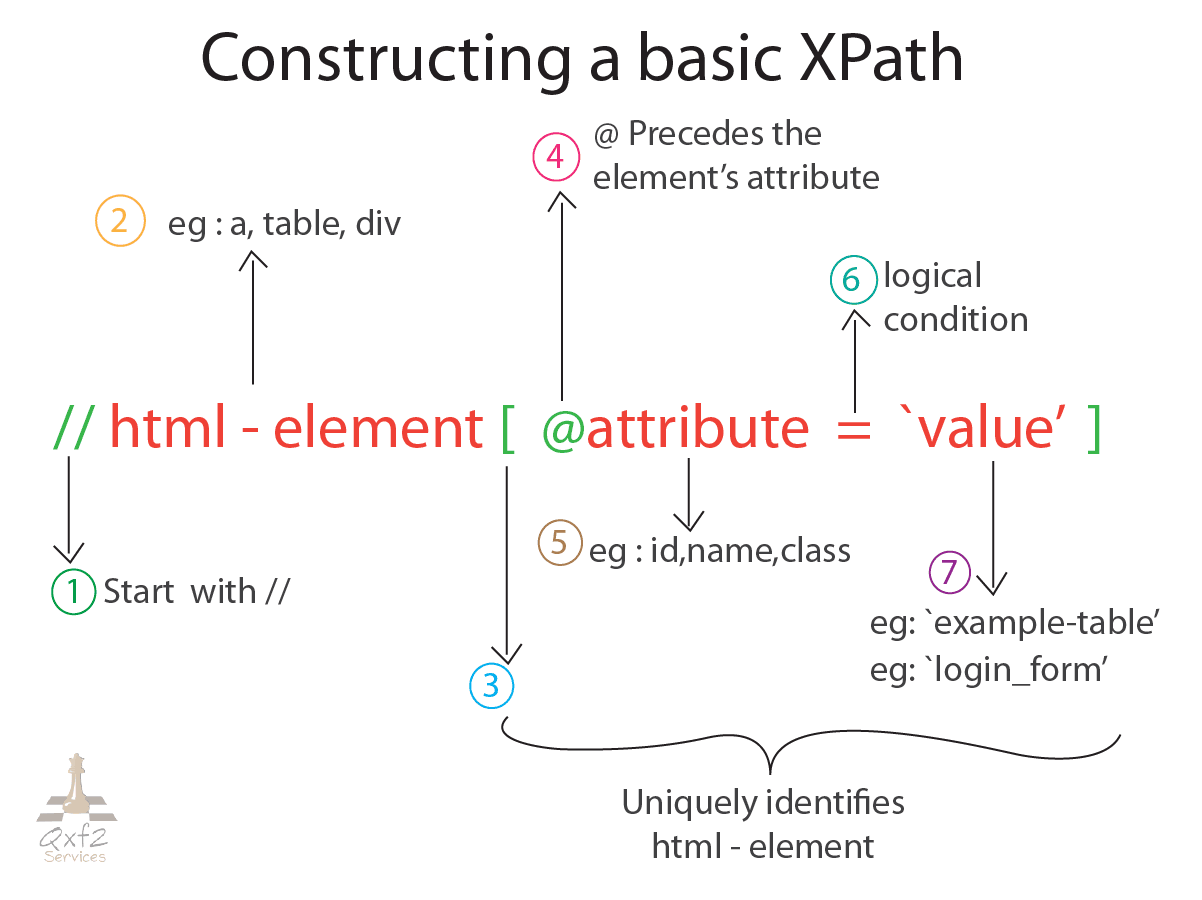 Constructing a basic XPath
4 @ Precedes the
element’s attribute
2 eg : a, table, div
6 logical
condition
// html - element [ @attribute = `value’ ]
5 eg : id,name,class
1 Start with //
7
eg: `example-table’
eg: `login_form’
3
Uniquely identifies
html - element
Qxf2
Services